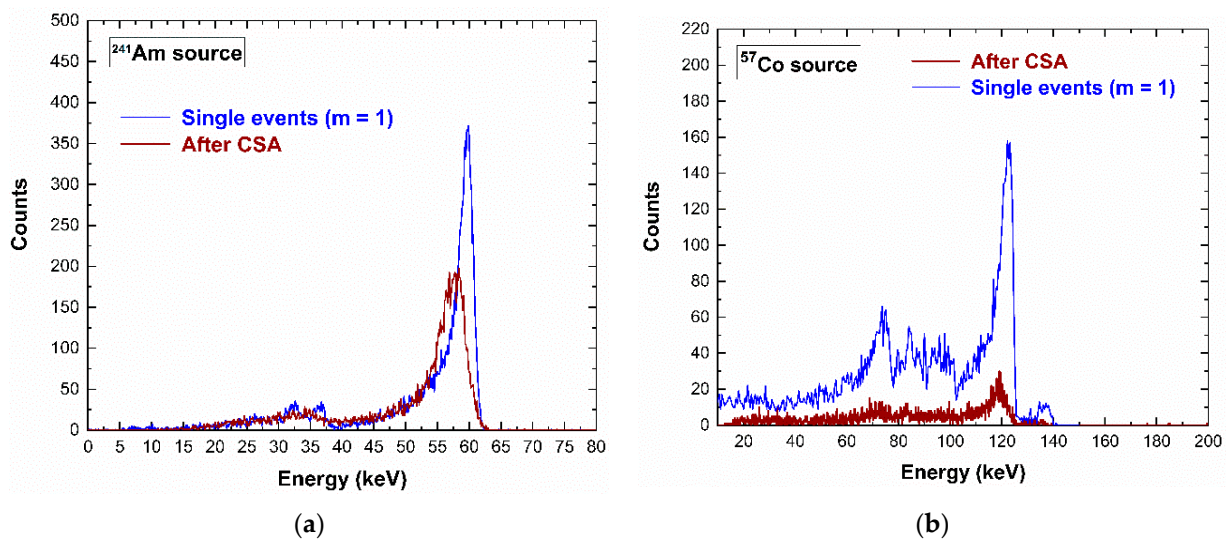 500
450
400
350
300
250
200
150
100
50
0
Counts
²⁴¹Am source
Single events (m = 1)
After CSA
0 5 10 15 20 25 30 35 40 45 50 55 60 65 70 75 80
Energy (keV)
(a)
220
200
180
160
140
120
100
80
60
40
20
0
Counts
⁵⁷Co source
After CSA
Single events (m = 1)
20 40 60 80 100 120 140 160 180 200
Energy (keV)
(b)